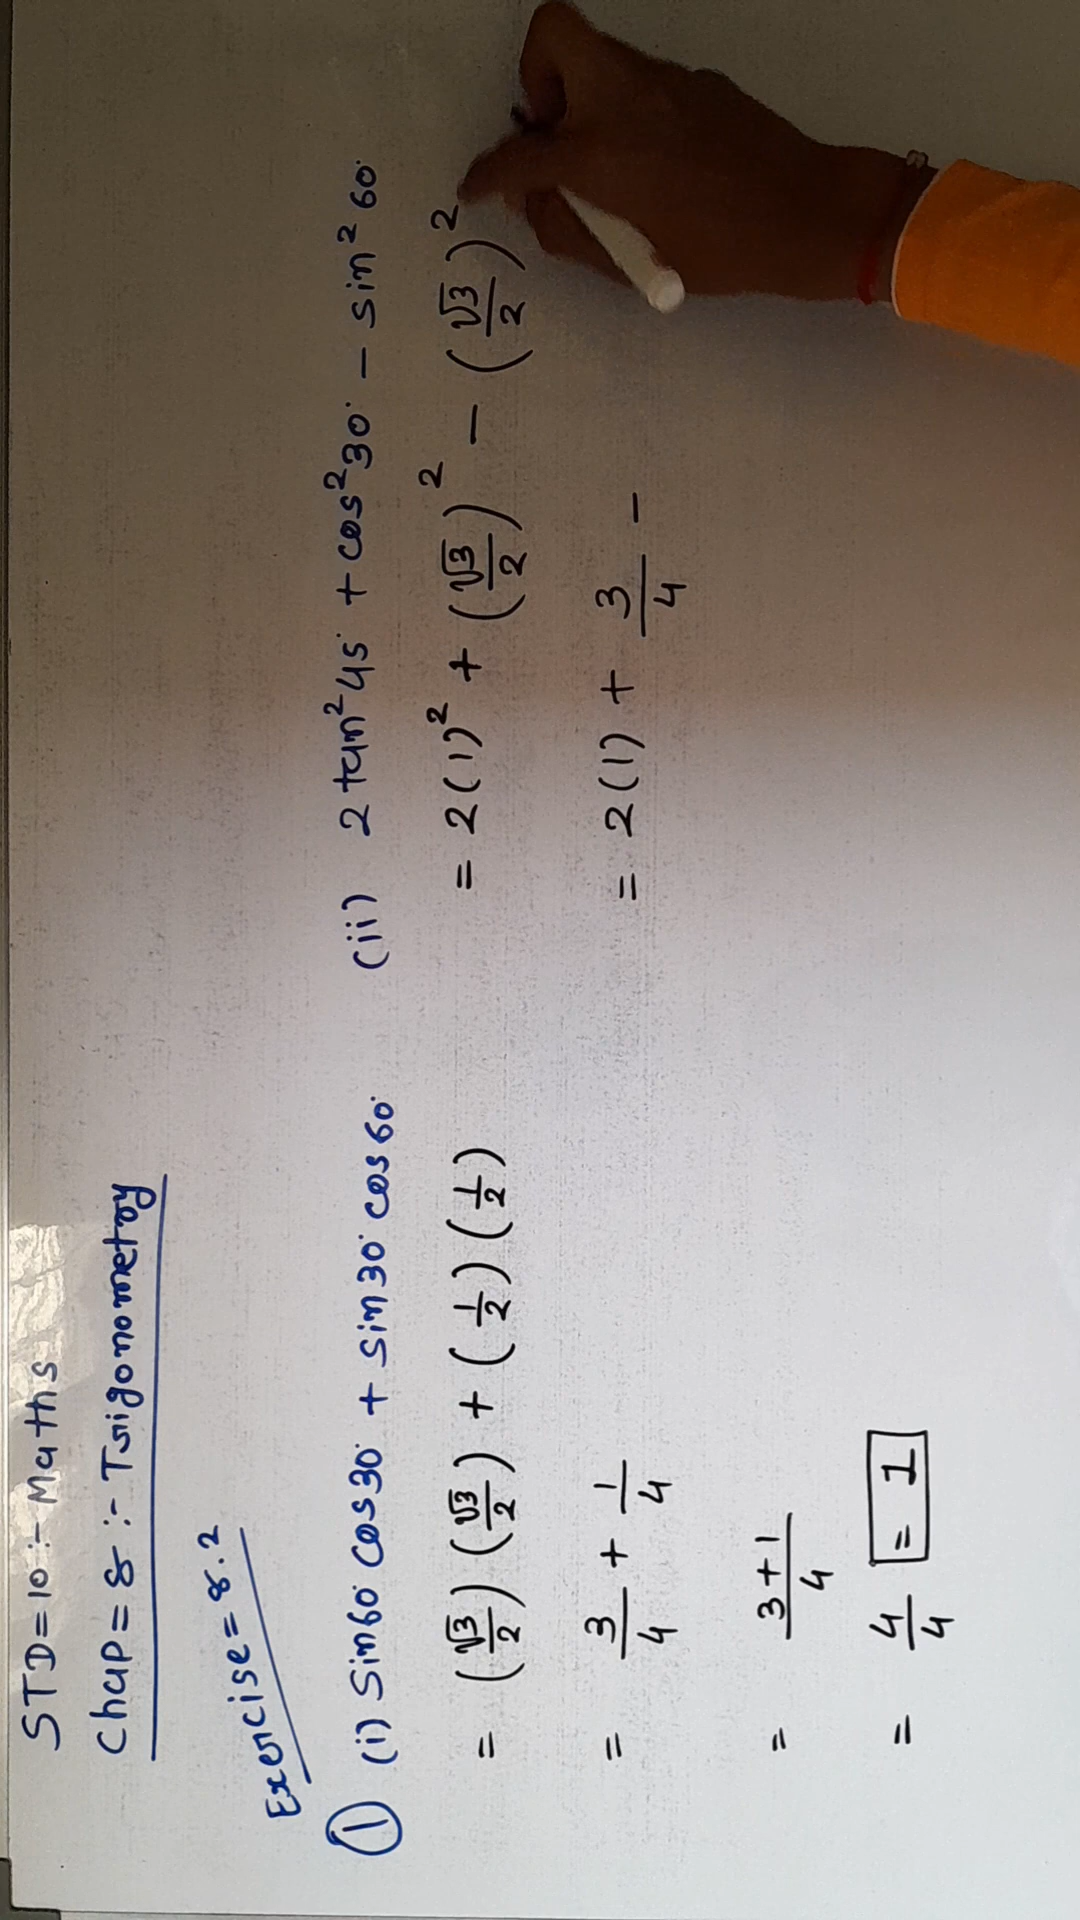 STD=10:- Maths
Chap=8:- Trigonometry
Exercise=8.2
① (i) Sin60° cos30° + sin30° cos60°
= (√3/2) (√3/2) + (1/2) (1/2)
= 3/4 + 1/4
= 3+1/4
= 4/4 = 1
(ii) 2 tan²45° + cos²30° - sin²60°
= 2(1)² + (√3/2)² - (√3/2)²
= 2(1) + 3/4 -